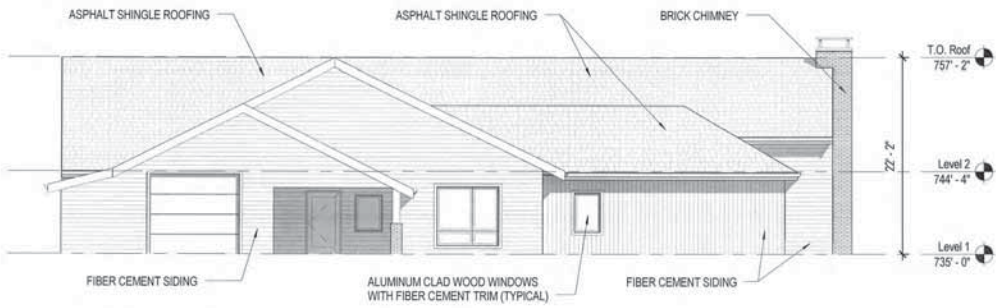 ASPHALT SHINGLE ROOFING
ASPHALT SHINGLE ROOFING
BRICK CHIMNEY
T.O. Roof
757' - 2"
22' - 2"
Level 2
744' - 4"
Level 1
735' - 0"
FIBER CEMENT SIDING
ALUMINUM CLAD WOOD WINDOWS
WITH FIBER CEMENT TRIM (TYPICAL)
FIBER CEMENT SIDING